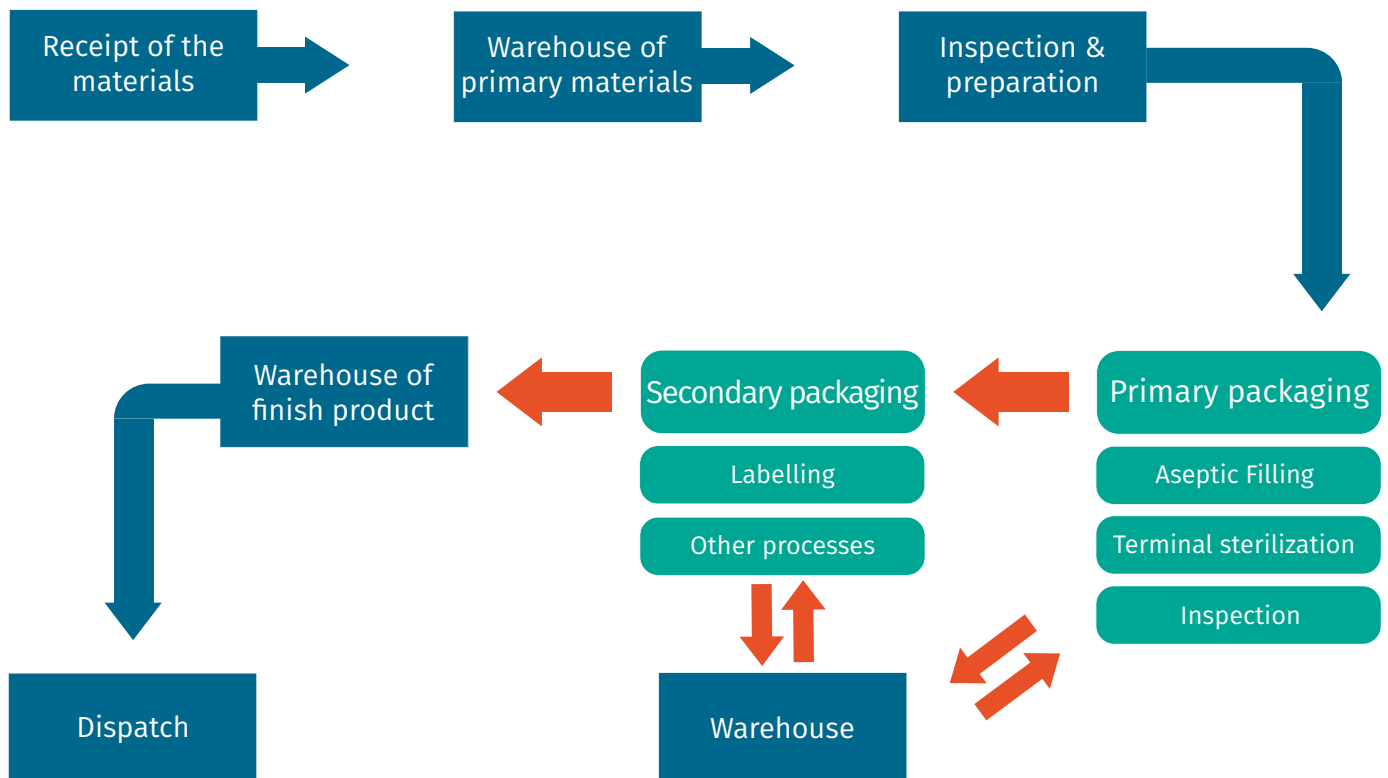 Receipt of the
materials
Warehouse of
primary materials
Inspection &
preparation
Warehouse of
finish product
Secondary packaging
Labelling
Other processes
Primary packaging
Aseptic Filling
Terminal sterilization
Inspection
Dispatch
Warehouse